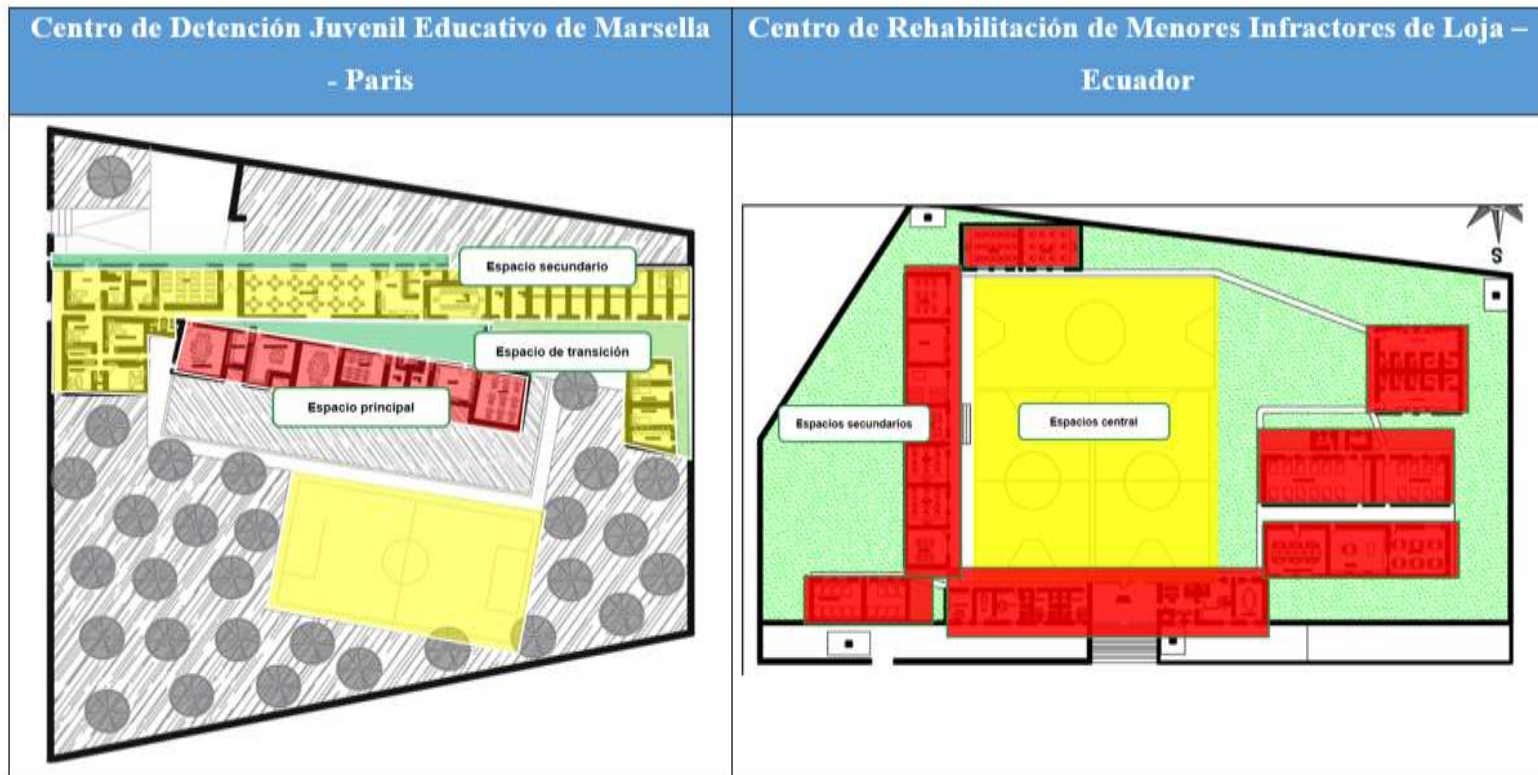 Centro de Detención Juvenil Educativo de Marsella
- Paris
Centro de Rehabilitación de Menores Infractores de Loja –
Ecuador
Espacio secundario
Espacio de transición
Espacio principal
S
Espacios secundarios
Espacios central